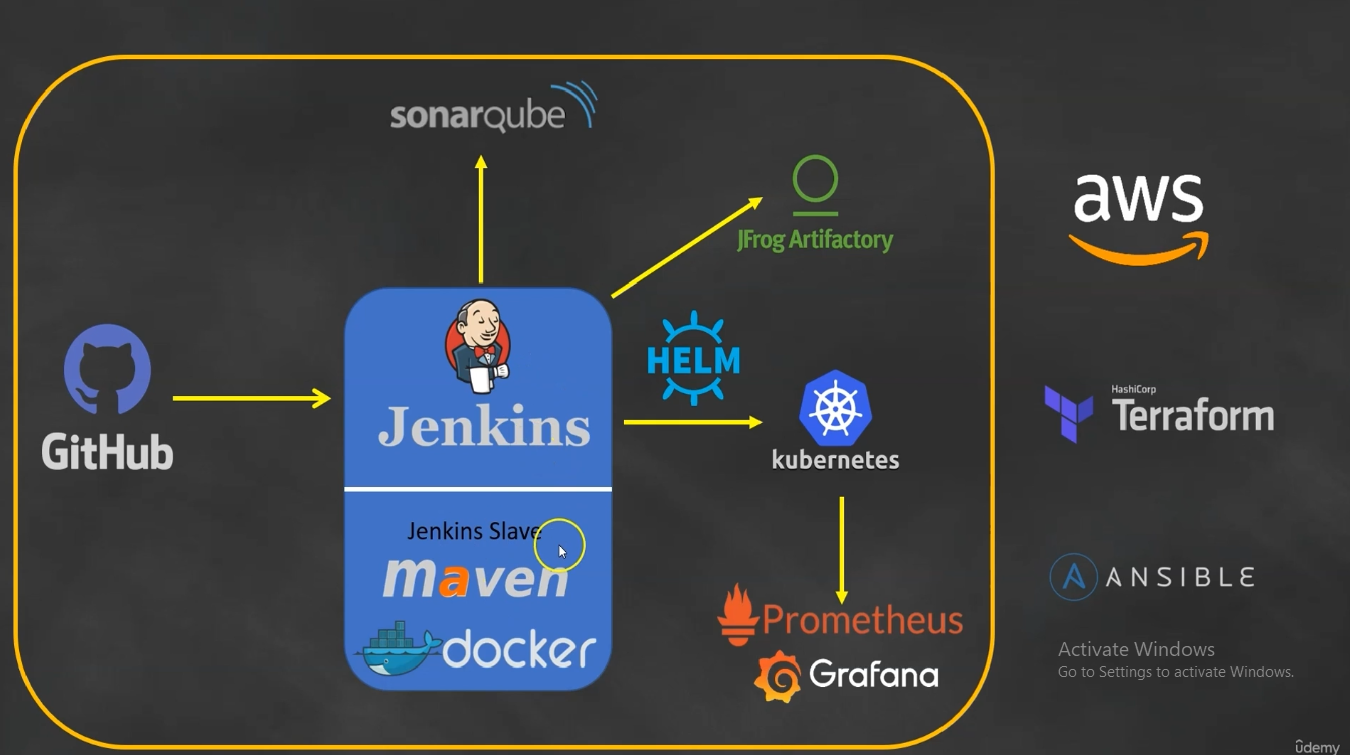 sonarqube
JFrog Artifactory
aws
HELM
GitHub
Jenkins
kubernetes
HashiCorp
Terraform
Jenkins Slave
maven
docker
Prometheus
Grafana
ANSIBLE
Activate Windows
Go to Settings to activate Windows.
ûdemy